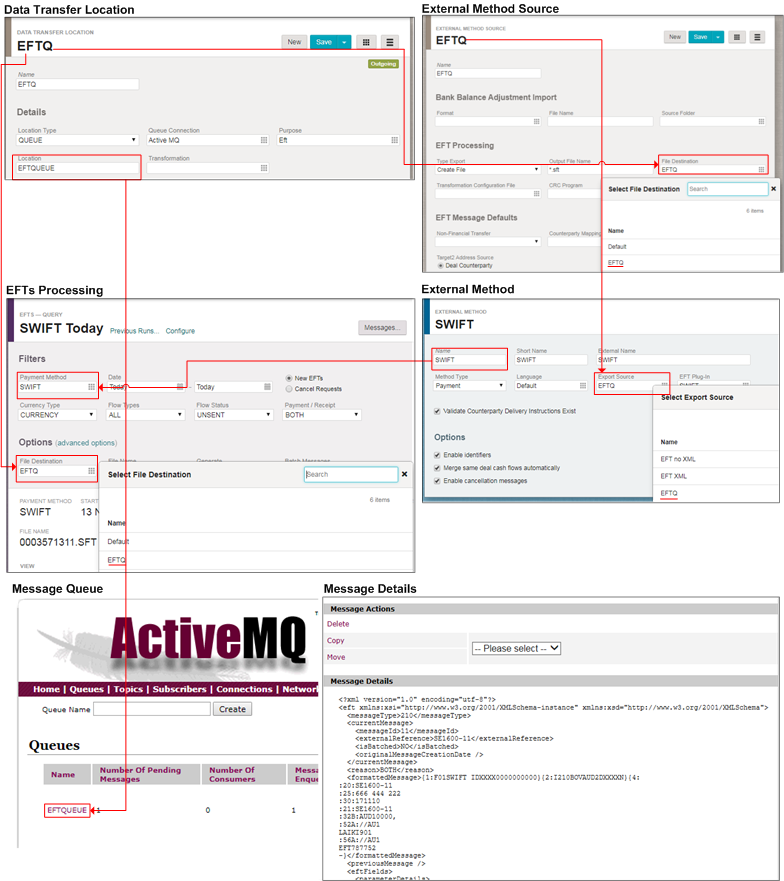 Data Transfer Location
DATA TRANSFER LOCATION
EFTQ
New
Save
Outgoing
Name
EFTQ
Details
Location Type
Queue Connection
Purpose
QUEUE
Active MQ
Eft
Location
Transformation
EFTQUEUE
External Method Source
EXTERNAL METHOD SOURCE
EFTQ
New
Save
Name
EFTQ
Bank Balance Adjustment Import
Format
File Name
Source Folder
EFT Processing
Type Export
Output File Name
File Destination
Create File
*.sft
EFTQ
Transformation Configuration File
CRC Program
Select File Destination
Search
6 items
EFT Message Defaults
Non-Financial Transfer
Counterparty Mapping
Name
Default
EFTQ
Target2 Address Source
Deal Counterparty
EFTs Processing
EFTS — QUERY
SWIFT Today
Previous Runs...
Configure
Messages...
Filters
Payment Method
Date
SWIFT
Today
Today
New EFTs
Cancel Requests
Currency Type
Flow Types
Flow Status
Payment / Receipt
CURRENCY
ALL
UNSENT
BOTH
Options (advanced options)
File Destination
File Name
Generate
Batch Messages
EFTQ
Select File Destination
Search
6 items
Name
Default
EFTQ
PAYMENT METHOD
START
SWIFT
13 N
FILE NAME
0003571311.SFT
VIEW
External Method
EXTERNAL METHOD
SWIFT
Name
Short Name
External Name
SWIFT
SWIFT
SWIFT
Method Type
Language
Export Source
EFT Plug-In
Payment
Default
EFTQ
SWIFT
Validate Counterparty Delivery Instructions Exist
Options
Enable identifiers
Merge same deal cash flows automatically
Enable cancellation messages
Select Export Source
Name
EFT no XML
EFT XML
EFTQ
Message Queue
ActiveMQ
Home | Queues | Topics | Subscribers | Connections | Network
Queue Name
Create
Queues
Name
Number Of Pending Messages
Number Of Consumers
Messa
Enque
EFTQUEUE
1
0
1
Message Details
Message Actions
Delete
Copy
Move
-- Please select --
Message Details
<?xml version="1.0" encoding="utf-8"?>
<eft xmlns:xsi="http://www.w3.org/2001/XMLSchema-instance" xmlns:xsd="http://www.w3.org/2001/XMLSchema">
<messageType>210</messageType>
<currentMessage>
<messageId>11</messageId>
<externalReference>SE1600-11</externalReference>
<isBatched>NO</isBatched>
<originalMessageCreationDate />
</currentMessage>
<reason>BOTH</reason>
<formattedMessage>{1:F01SWIFT IDXXXX0000000000}{2:I210BOVAUD2DXXXXN}{4:
:20:SE1600-11
:25:666 444 222
:30:171110
:21:SE1600-11
:32B:AUD10000,
:52A://AU1
LAIKI901
:56A://AU1
EFT787752
-}</formattedMessage>
<previousMessage />
<eftFields>
<parameterDetails>